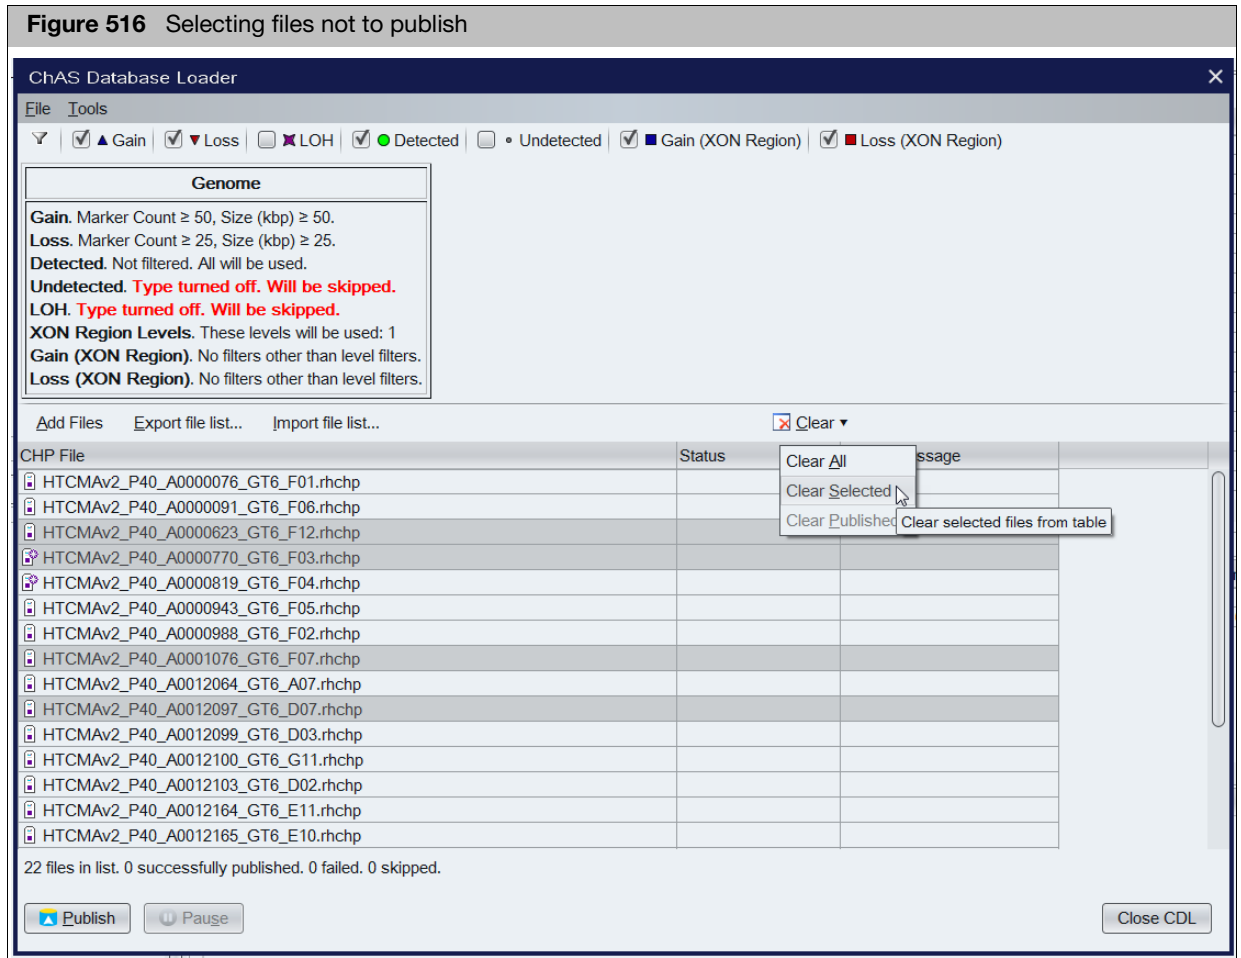 Figure 516 Selecting files not to publish
ChAS Database Loader
File Tools
Gain Loss LOH Detected Undetected Gain (XON Region) Loss (XON Region)
Genome
Gain. Marker Count ≥ 50, Size (kbp) ≥ 50.
Loss. Marker Count ≥ 25, Size (kbp) ≥ 25.
Detected. Not filtered. All will be used.
Undetected. Type turned off. Will be skipped.
LOH. Type turned off. Will be skipped.
XON Region Levels. These levels will be used: 1
Gain (XON Region). No filters other than level filters.
Loss (XON Region). No filters other than level filters.
Add Files Export file list... Import file list... Clear
CHP File Status ssage
Clear All
Clear Selected
Clear Published
Clear selected files from table
HTCMAv2_P40_A0000076_GT6_F01.rhchp
HTCMAv2_P40_A0000091_GT6_F06.rhchp
HTCMAv2_P40_A0000623_GT6_F12.rhchp
HTCMAv2_P40_A0000770_GT6_F03.rhchp
HTCMAv2_P40_A0000819_GT6_F04.rhchp
HTCMAv2_P40_A0000943_GT6_F05.rhchp
HTCMAv2_P40_A0000988_GT6_F02.rhchp
HTCMAv2_P40_A0001076_GT6_F07.rhchp
HTCMAv2_P40_A0012064_GT6_A07.rhchp
HTCMAv2_P40_A0012097_GT6_D07.rhchp
HTCMAv2_P40_A0012099_GT6_D03.rhchp
HTCMAv2_P40_A0012100_GT6_G11.rhchp
HTCMAv2_P40_A0012103_GT6_D02.rhchp
HTCMAv2_P40_A0012164_GT6_E11.rhchp
HTCMAv2_P40_A0012165_GT6_E10.rhchp
22 files in list. 0 successfully published. 0 failed. 0 skipped.
Publish Pause Close CDL